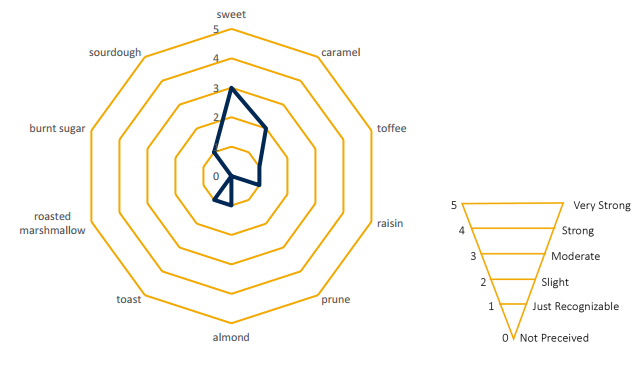 sweet
5
sourdough
caramel
4
3
2
burnt sugar
toffee
0
roasted
marshmallow
raisin
toast
prune
almond
5 Very Strong
4 Strong
3 Moderate
2 Slight
1 Just Recognizable
0 Not Preceived